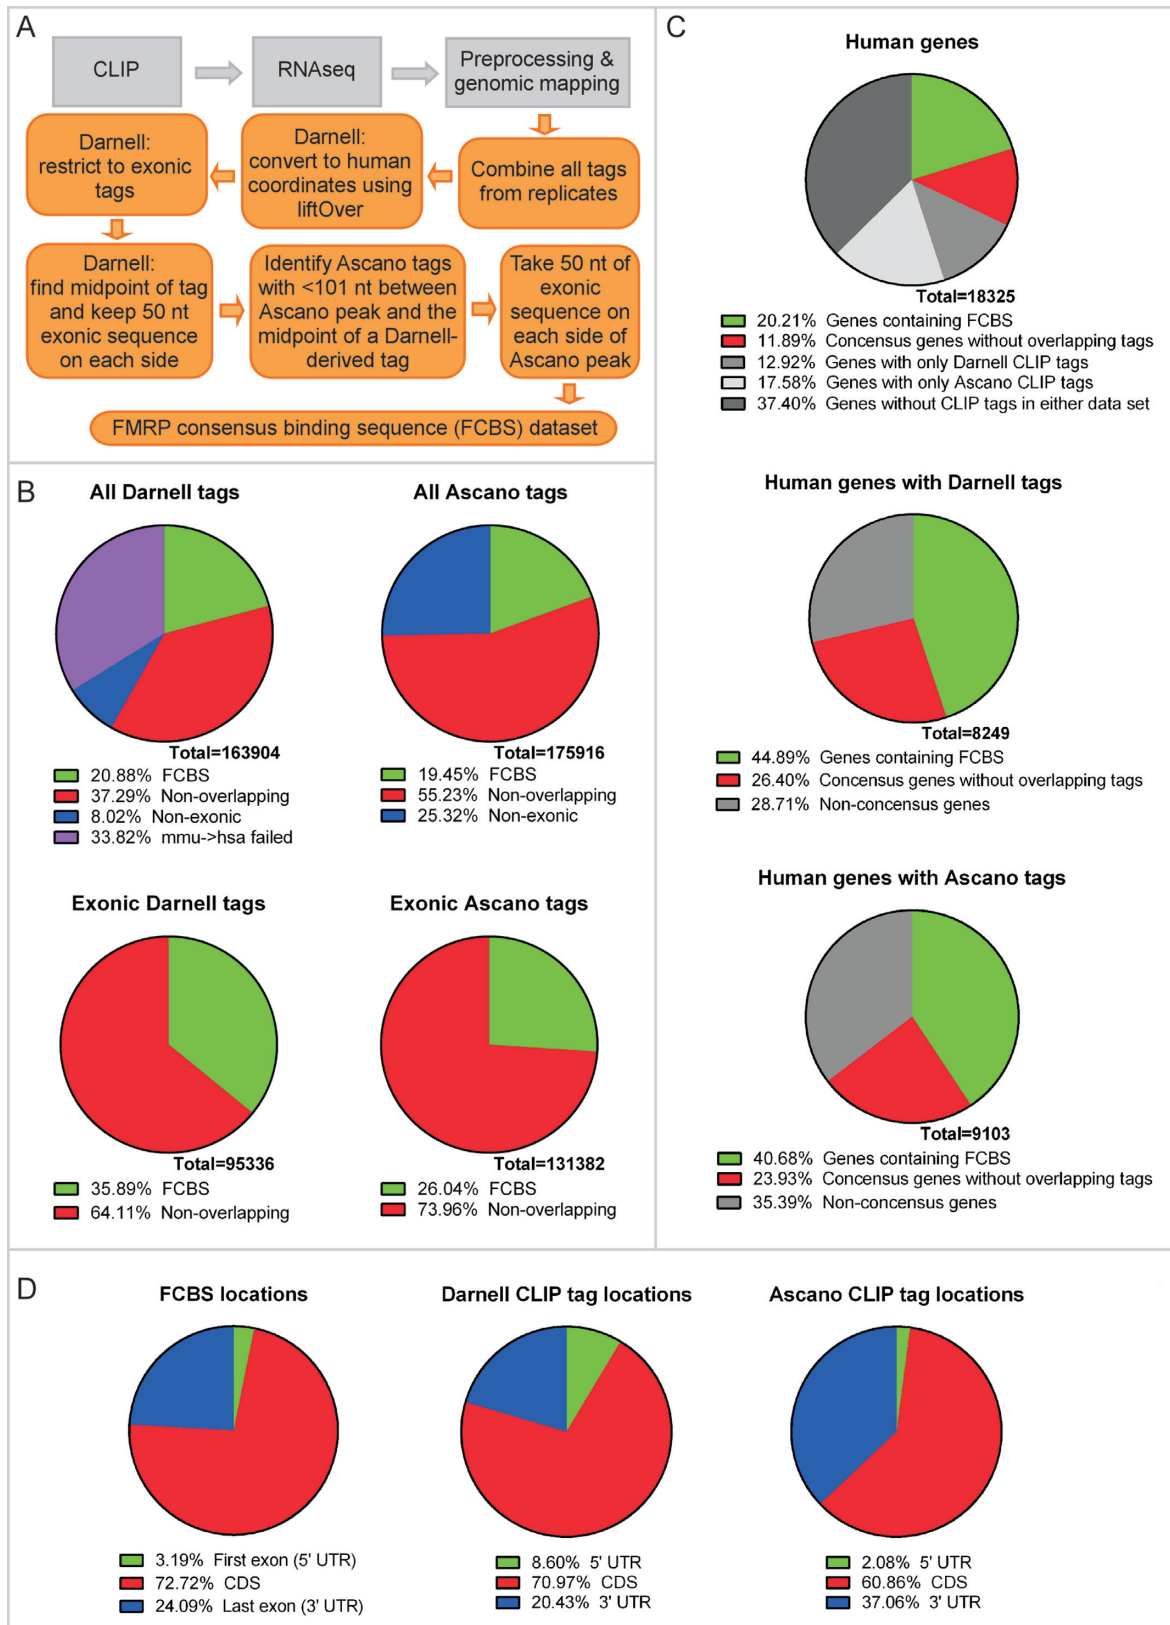 A
CLIP
RNAseq
Preprocessing &
genomic mapping
Combine all tags
from replicates
Darnell:
convert to human
coordinates using
liftOver
Darnell:
restrict to exonic
tags
Darnell:
find midpoint of tag
and keep 50 nt
exonic sequence
on each side
Identify Ascano tags
with <101 nt between
Ascano peak and the
midpoint of a Darnell-
derived tag
Take 50 nt of
exonic
sequence on
each side of
Ascano peak
FMRP consensus binding sequence (FCBS) dataset
B
All Darnell tags
Total=163904
20.88% FCBS
37.29% Non-overlapping
8.02% Non-exonic
33.82% mmu->hsa failed
All Ascano tags
Total=175916
19.45% FCBS
55.23% Non-overlapping
25.32% Non-exonic
Exonic Darnell tags
Total=95336
35.89% FCBS
64.11% Non-overlapping
Exonic Ascano tags
Total=131382
26.04% FCBS
73.96% Non-overlapping
C
Human genes
Total=18325
20.21% Genes containing FCBS
11.89% Concensus genes without overlapping tags
12.92% Genes with only Darnell CLIP tags
17.58% Genes with only Ascano CLIP tags
37.40% Genes without CLIP tags in either data set
Human genes with Darnell tags
Total=8249
44.89% Genes containing FCBS
26.40% Concensus genes without overlapping tags
28.71% Non-concensus genes
Human genes with Ascano tags
Total=9103
40.68% Genes containing FCBS
23.93% Concensus genes without overlapping tags
35.39% Non-concensus genes
D
FCBS locations
3.19% First exon (5' UTR)
72.72% CDS
24.09% Last exon (3' UTR)
Darnell CLIP tag locations
8.60% 5' UTR
70.97% CDS
20.43% 3' UTR
Ascano CLIP tag locations
2.08% 5' UTR
60.86% CDS
37.06% 3' UTR